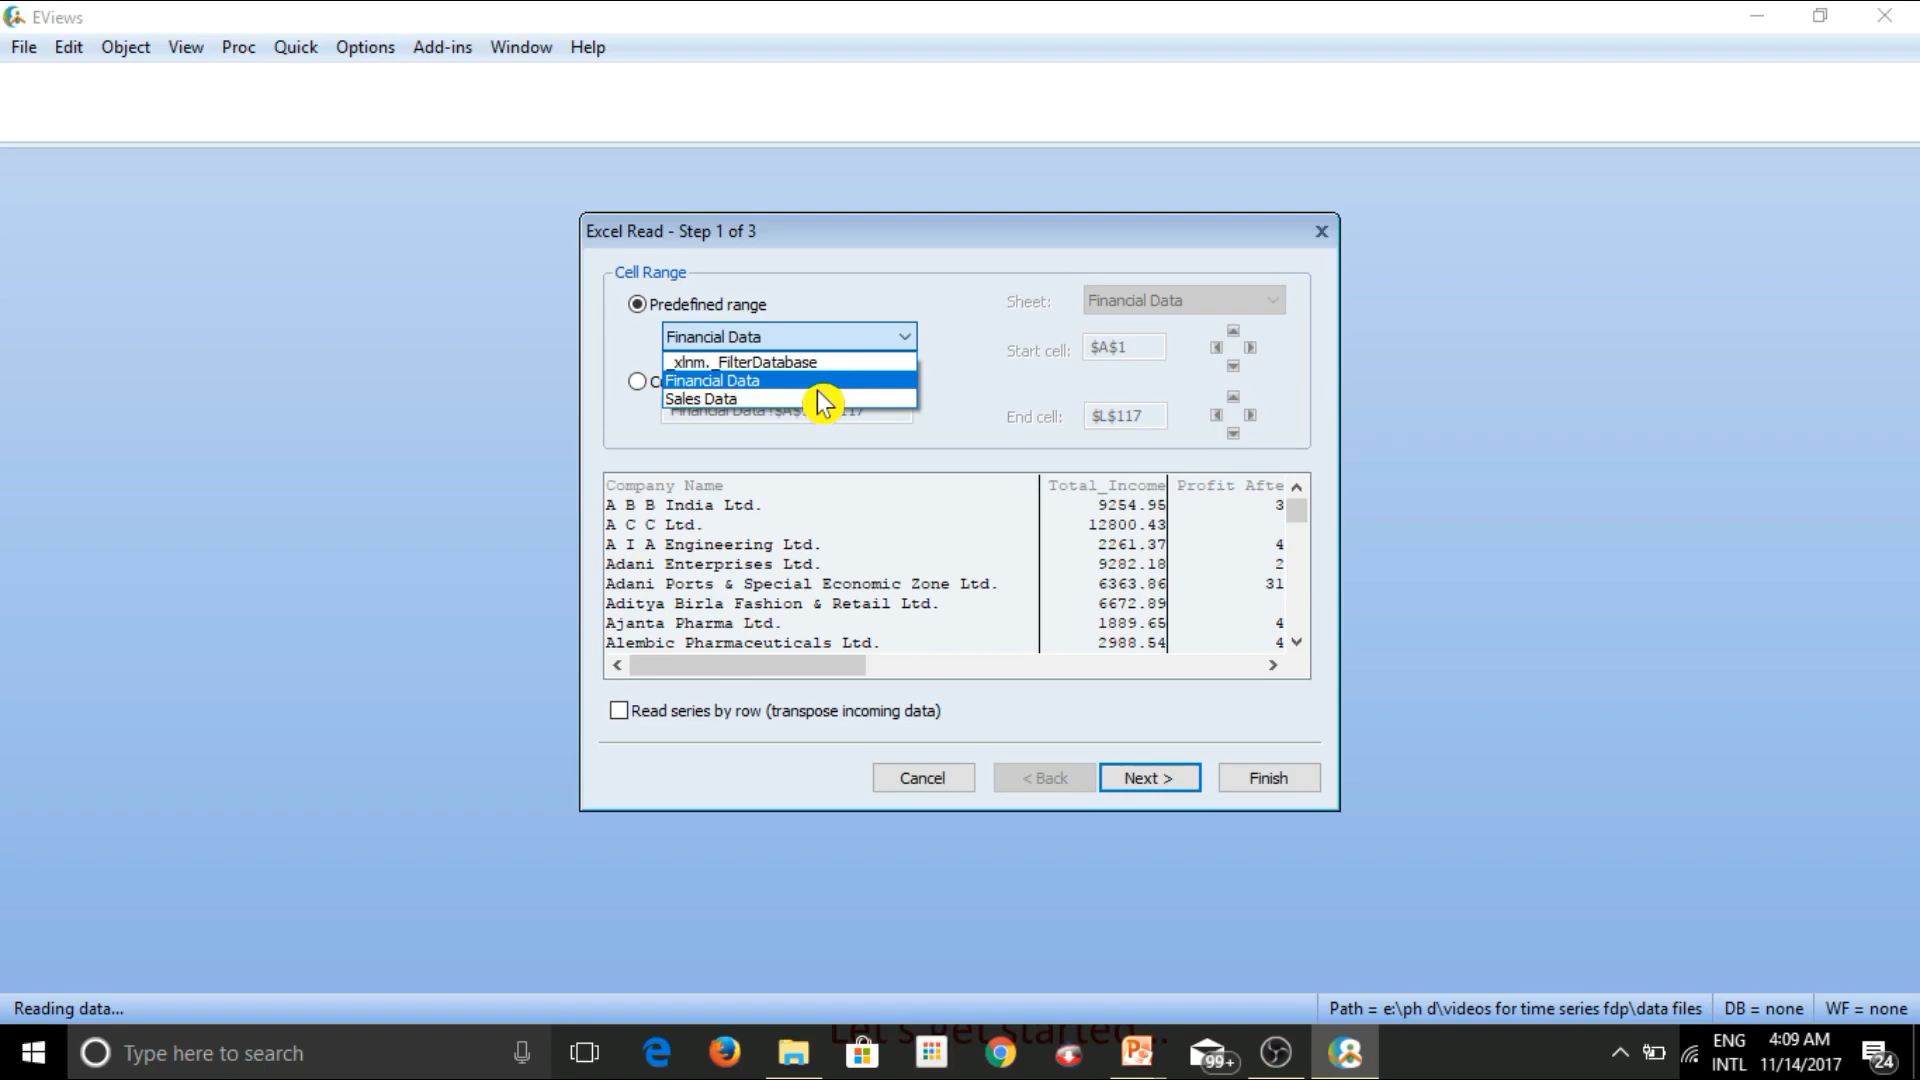 EViews
File Edit Object View Proc Quick Options Add-ins Window Help
Excel Read - Step 1 of 3
Cell Range
Predefined range
Financial Data
_xlnm._FilterDatabase
Financial Data
Sales Data
Sheet: Financial Data
Start cell: $A$1
End cell: $L$117
Company Name Total_Income Profit Afte
A B B India Ltd. 9254.95 3
A C C Ltd. 12800.43
A I A Engineering Ltd. 2261.37 4
Adani Enterprises Ltd. 9282.18 2
Adani Ports & Special Economic Zone Ltd. 6363.86 31
Aditya Birla Fashion & Retail Ltd. 6672.89
Ajanta Pharma Ltd. 1889.65 4
Alembic Pharmaceuticals Ltd. 2988.54 4
Read series by row (transpose incoming data)
Cancel < Back Next > Finish
Reading data... Path = e:\ph d\videos for time series fdp\data files DB = none WF = none
Let's get started...
Type here to search 99+ ENG 4:09 AM
INTL 11/14/2017 24